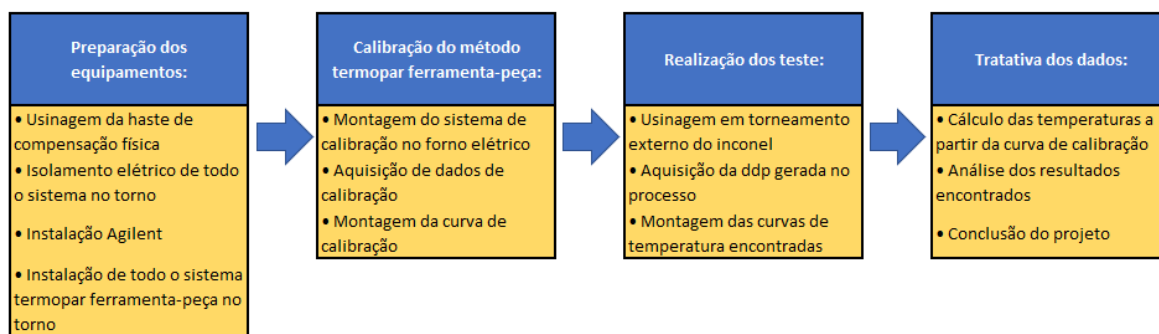 Preparação dos
equipamentos:
• Usinagem da haste de
compensação física
• Isolamento elétrico de todo
o sistema no torno
• Instalação Agilent
• Instalação de todo o sistema
termopar ferramenta-peça no
torno
Calibração do método
termopar ferramenta-peça:
• Montagem do sistema de
calibração no forno elétrico
• Aquisição de dados de
calibração
• Montagem da curva de
calibração
Realização dos teste:
• Usinagem em torneamento
externo do inconel
• Aquisição da ddp gerada no
processo
• Montagem das curvas de
temperatura encontradas
Tratativa dos dados:
• Cálculo das temperaturas a
partir da curva de calibração
• Análise dos resultados
encontrados
• Conclusão do projeto